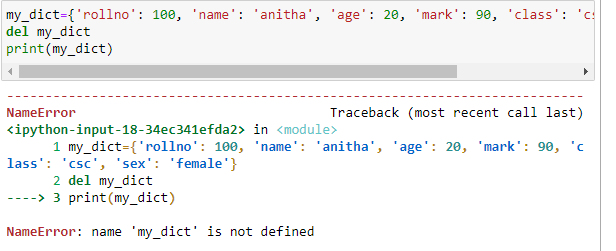 my_dict={'rollno': 100, 'name': 'anitha', 'age': 20, 'mark': 90, 'class': 'cs
del my_dict
print(my_dict)
---------------------------------------------------------------------------
NameError                                 Traceback (most recent call last)
<ipython-input-18-34ec341efda2> in <module>
      1 my_dict={'rollno': 100, 'name': 'anitha', 'age': 20, 'mark': 90, 'c
lass': 'csc', 'sex': 'female'}
      2 del my_dict
----> 3 print(my_dict)
NameError: name 'my_dict' is not defined